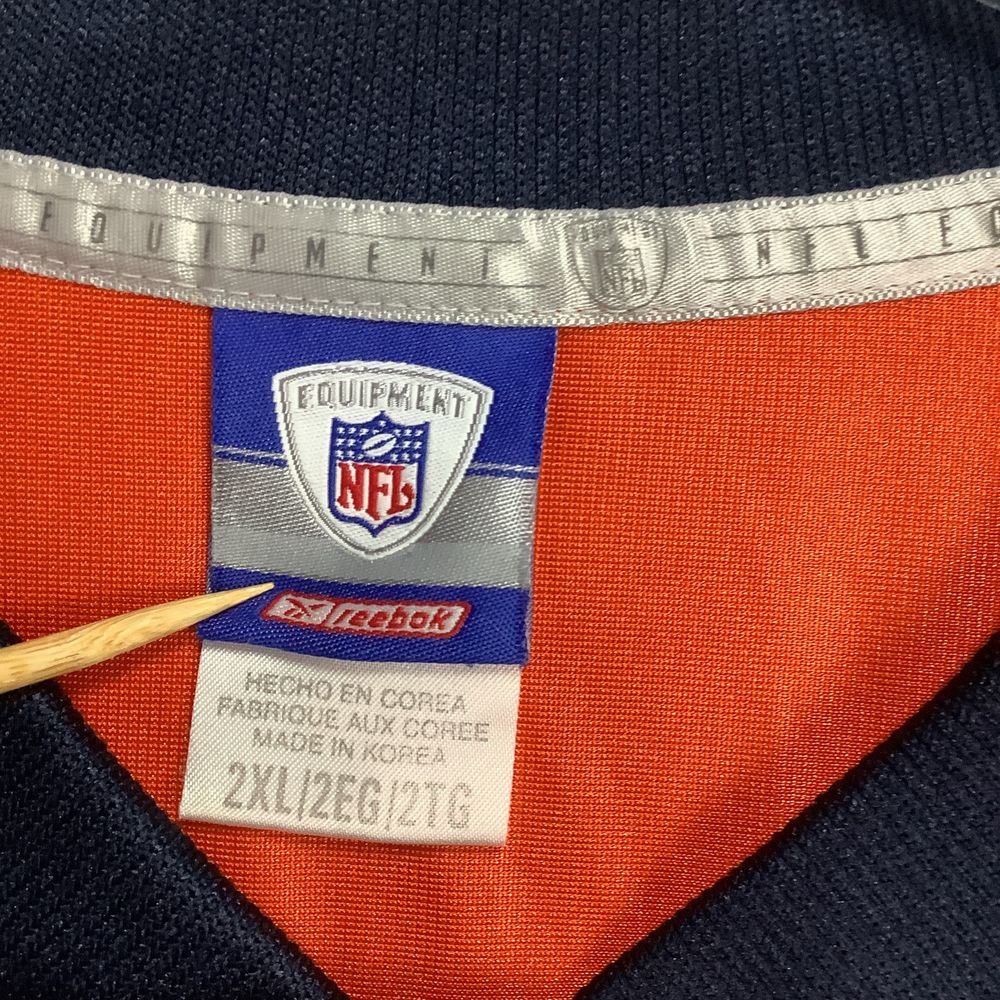 EQUIPMENT
NFL E
EQUIPMENT
NFL
reebok
HECHO EN COREA
FABRIQUE AUX COREE
MADE IN KOREA
2XL/2EG/2TG